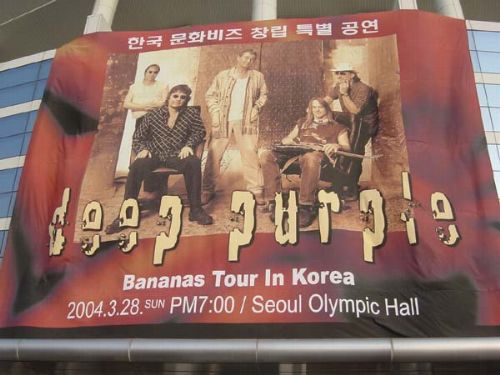 한국 문화비즈 창립 특별 공연
deep purple
Bananas Tour In Korea
2004.3.28.SUN PM7:00 / Seoul Olympic Hall